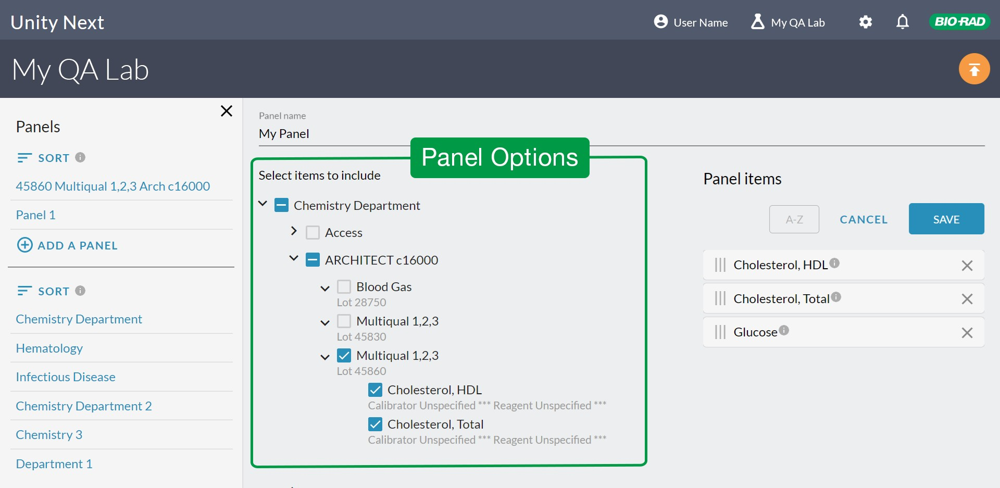 Unity Next
User Name
My QA Lab
BIO-RAD
My QA Lab
Panels
SORT
45860 Multiqual 1,2,3 Arch c16000
Panel 1
ADD A PANEL
SORT
Chemistry Department
Hematology
Infectious Disease
Chemistry Department 2
Chemistry 3
Department 1
Panel name
My Panel
Panel Options
Select items to include
Chemistry Department
Access
ARCHITECT c16000
Blood Gas
Lot 28750
Multiqual 1,2,3
Lot 45830
Multiqual 1,2,3
Lot 45860
Cholesterol, HDL
Calibrator Unspecified *** Reagent Unspecified ***
Cholesterol, Total
Calibrator Unspecified *** Reagent Unspecified ***
Panel items
A-Z
CANCEL
SAVE
Cholesterol, HDL
Cholesterol, Total
Glucose